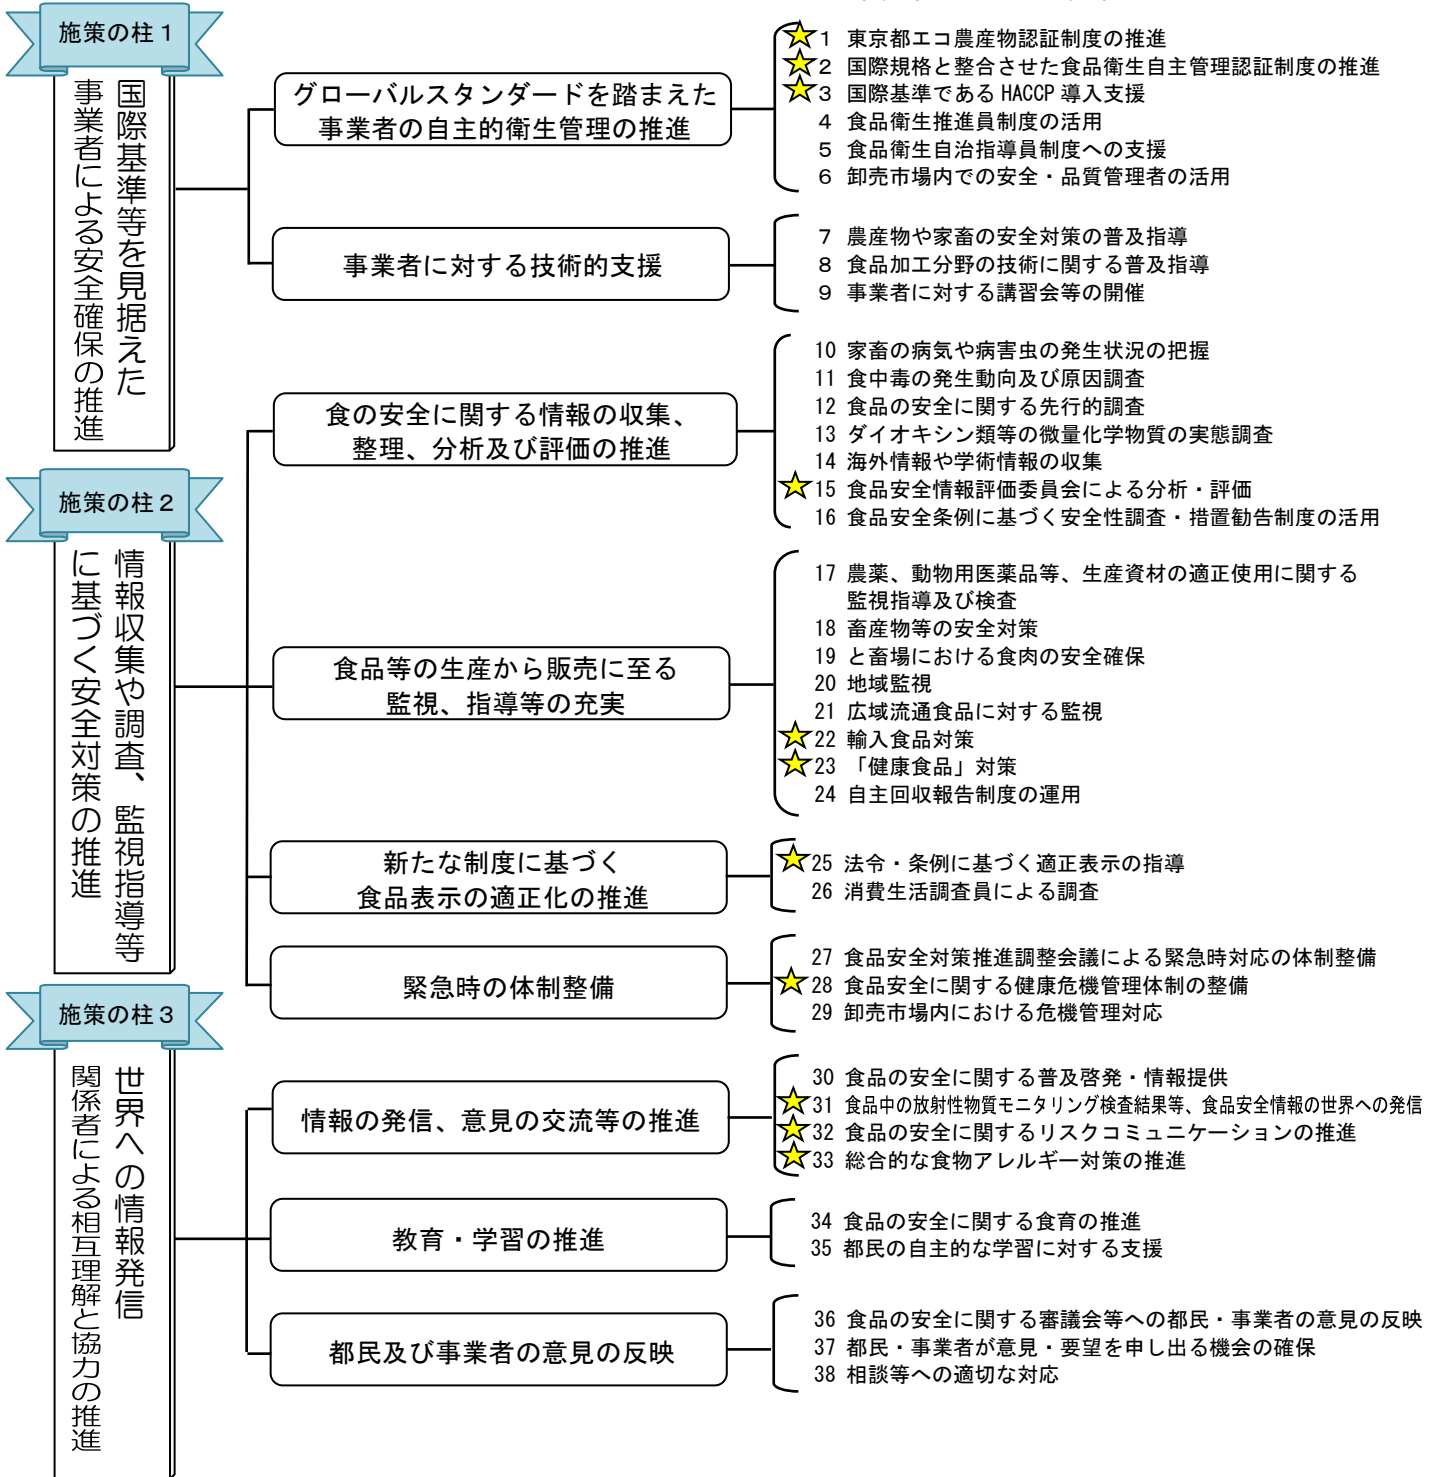 施策の柱１
国際基準等を見据えた
事業者による安全確保の推進
グローバルスタンダードを踏まえた
事業者の自主的衛生管理の推進
1 東京都エコ農産物認証制度の推進
2 国際規格と整合させた食品衛生自主管理認証制度の推進
3 国際基準である HACCP 導入支援
4 食品衛生推進員制度の活用
5 食品衛生自治指導員制度への支援
6 卸売市場内での安全・品質管理者の活用
事業者に対する技術的支援
7 農産物や家畜の安全対策の普及指導
8 食品加工分野の技術に関する普及指導
9 事業者に対する講習会等の開催
施策の柱２
情報収集や調査、監視指導等
に基づく安全対策の推進
食の安全に関する情報の収集、
整理、分析及び評価の推進
10 家畜の病気や病害虫の発生状況の把握
11 食中毒の発生動向及び原因調査
12 食品の安全に関する先行的調査
13 ダイオキシン類等の微量化学物質の実態調査
14 海外情報や学術情報の収集
15 食品安全情報評価委員会による分析・評価
16 食品安全条例に基づく安全性調査・措置勧告制度の活用
食品等の生産から販売に至る
監視、指導等の充実
17 農薬、動物用医薬品等、生産資材の適正使用に関する
監視指導及び検査
18 畜産物等の安全対策
19 と畜場における食肉の安全確保
20 地域監視
21 広域流通食品に対する監視
22 輸入食品対策
23 「健康食品」対策
24 自主回収報告制度の運用
新たな制度に基づく
食品表示の適正化の推進
25 法令・条例に基づく適正表示の指導
26 消費生活調査員による調査
緊急時の体制整備
27 食品安全対策推進調整会議による緊急時対応の体制整備
28 食品安全に関する健康危機管理体制の整備
29 卸売市場内における危機管理対応
施策の柱３
世界への情報発信
関係者による相互理解と協力の推進
情報の発信、意見の交流等の推進
30 食品の安全に関する普及啓発・情報提供
31 食品中の放射性物質モニタリング検査結果等、食品安全情報の世界への発信
32 食品の安全に関するリスクコミュニケーションの推進
33 総合的な食物アレルギー対策の推進
教育・学習の推進
34 食品の安全に関する食育の推進
35 都民の自主的な学習に対する支援
都民及び事業者の意見の反映
36 食品の安全に関する審議会等への都民・事業者の意見の反映
37 都民・事業者が意見・要望を申し出る機会の確保
38 相談等への適切な対応